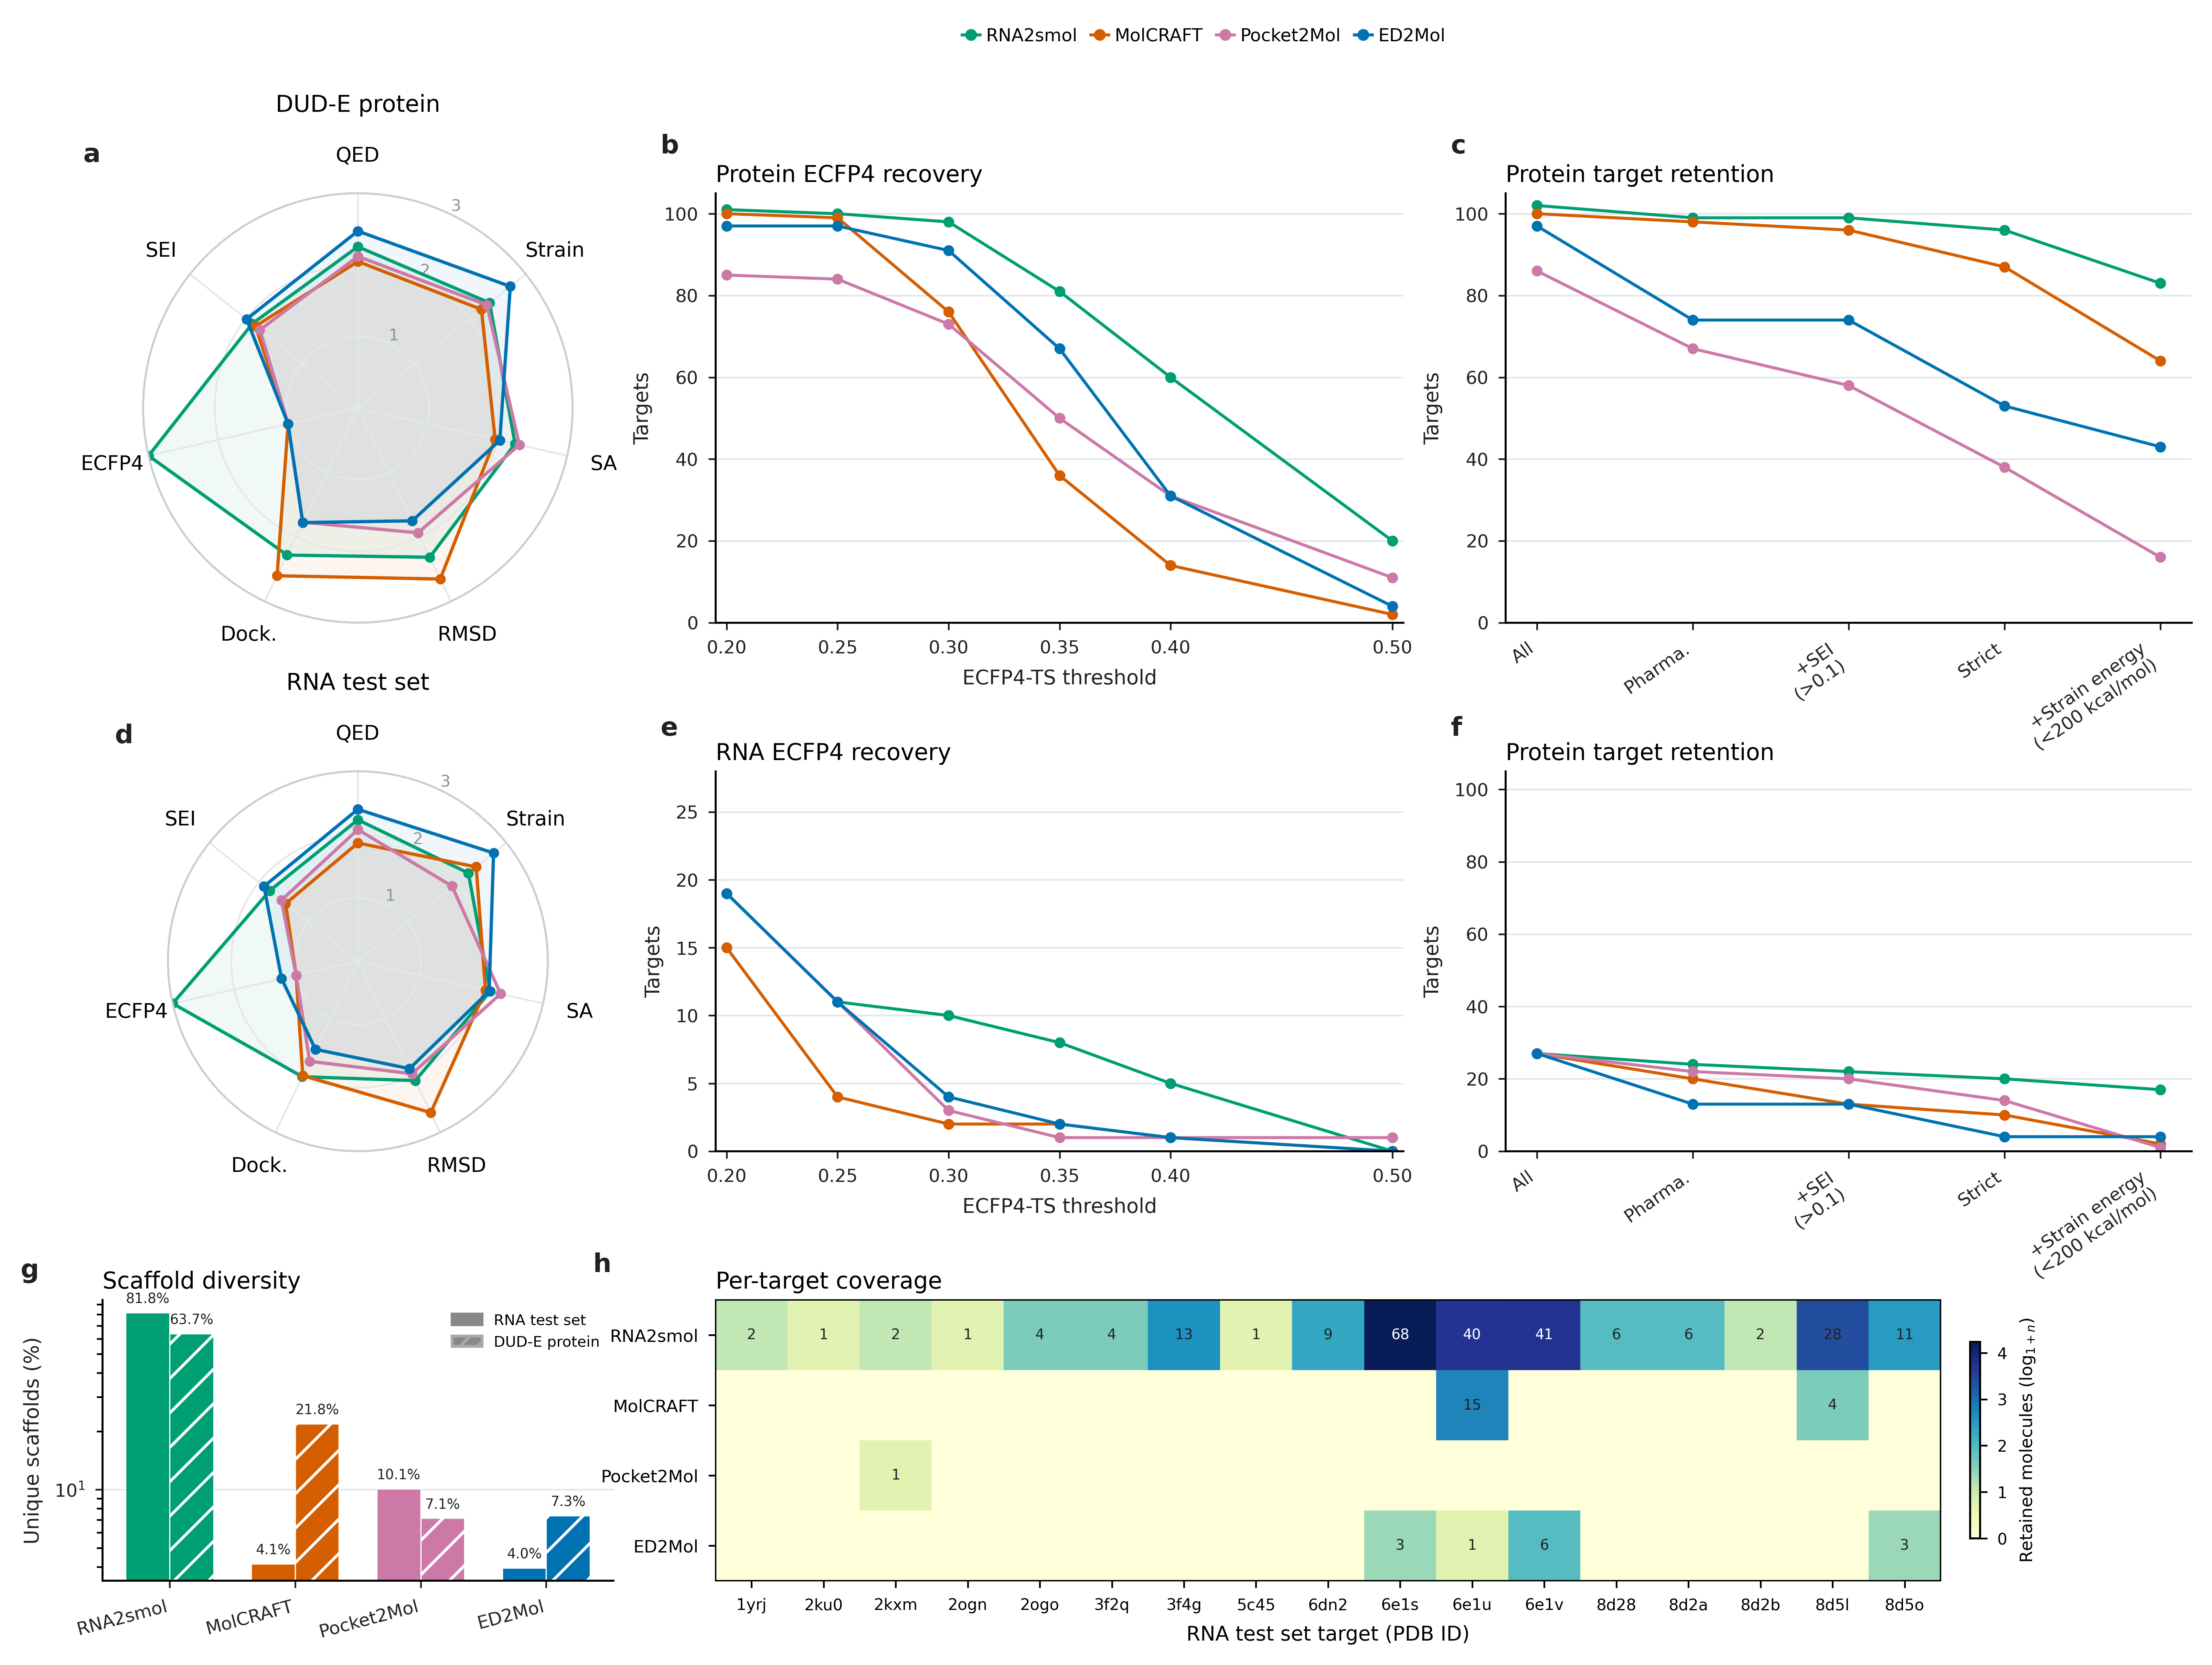 RNA2smol MolCRAFT Pocket2Mol ED2Mol
DUD-E protein
a
QED
Strain
SA
RMSD
Dock.
ECFP4
SEI
1
2
3
b
Protein ECFP4 recovery
Targets
100
80
60
40
20
0
0.20 0.25 0.30 0.35 0.40 0.50
ECFP4-TS threshold
c
Protein target retention
Targets
100
80
60
40
20
0
All
Pharma.
+SEI
(>0.1)
Strict
+Strain energy
(<200 kcal/mol)
RNA test set
d
QED
Strain
SA
RMSD
Dock.
ECFP4
SEI
1
2
3
e
RNA ECFP4 recovery
Targets
25
20
15
10
5
0
0.20 0.25 0.30 0.35 0.40 0.50
ECFP4-TS threshold
f
Protein target retention
Targets
100
80
60
40
20
0
All
Pharma.
+SEI
(>0.1)
Strict
+Strain energy
(<200 kcal/mol)
g
Scaffold diversity
Unique scaffolds (%)
10¹
81.8%
63.7%
4.1%
21.8%
10.1%
7.1%
4.0%
7.3%
RNA test set
DUD-E protein
RNA2smol MolCRAFT Pocket2Mol ED2Mol
h
Per-target coverage
RNA2smol 2 1 2 1 4 4 13 1 9 68 40 41 6 6 2 28 11
MolCRAFT 15 4
Pocket2Mol 1
ED2Mol 3 1 6 3
1yrj 2ku0 2kxm 2ogn 2ogo 3f2q 3f4g 5c45 6dn2 6e1s 6e1u 6e1v 8d28 8d2a 8d2b 8d5l 8d5o
RNA test set target (PDB ID)
4
3
2
1
0
Retained molecules (log₁₊ₙ)